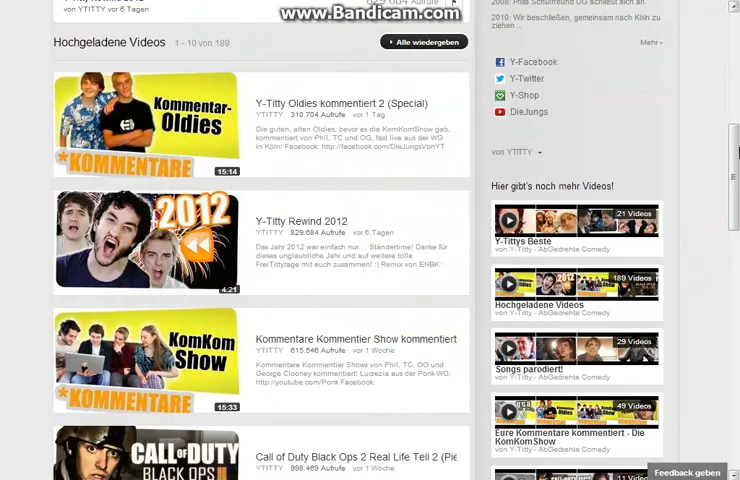 www.Bandicam.com
YTITTY vor 6 Tagen
829.684 Aufrufe
Hochgeladene Videos 1 - 10 von 189
Alle wiedergeben
Kommentar-
Oldies
*KOMMENTARE
15:14
Y-Titty Oldies kommentiert 2 (Special)
YTITTY 310.704 Aufrufe vor 1 Tag
Die guten, alten Oldies, bevor es die KomKomShow gab,
kommentiert von Phil, TC und OG, fast live aus der WG
in Köln! Facebook: http://facebook.com/DieJungsVonYT
2012
4:21
Y-Titty Rewind 2012
YTITTY 829.684 Aufrufe vor 6 Tagen
Das Jahr 2012 war einfach nur... Ständertime! Danke für
dieses unglaubliche Jahr und auf weitere tolle
FreiTittytage mit euch zusammen! :) Remix von ENBK:
KomKom
Show
*KOMMENTARE
15:33
Kommentare Kommentier Show kommentiert
YTITTY 615.546 Aufrufe vor 1 Woche
Kommentare Kommentier Shows von Phil, TC, OG und
George Clooney kommentiert! Lucrezia aus der Ponk-WG:
http://youtube.com/Ponk Facebook:
CALL OF DUTY
BLACK OPS
Call of Duty Black Ops 2 Real Life Teil 2 (Pie
YTITTY 998.469 Aufrufe vor 1 Woche
2008: Phils Schulfreund OG schließt sich an
2010: Wir beschließen, gemeinsam nach Köln zu
ziehen ...
Mehr
Y-Facebook
Y-Twitter
Y-Shop
DieJungs
von YTITTY
Hier gibt's noch mehr Videos!
21 Videos
Y-Tittys Beste
von Y-Titty - AbGedrehte Comedy
189 Videos
Hochgeladene Videos
von Y-Titty - AbGedrehte Comedy
29 Videos
Songs parodiert!
von Y-Titty - AbGedrehte Comedy
49 Videos
Eure Kommentare kommentiert - Die
KomKomShow
von Y-Titty - AbGedrehte Comedy
11 Videos
Feedback geben